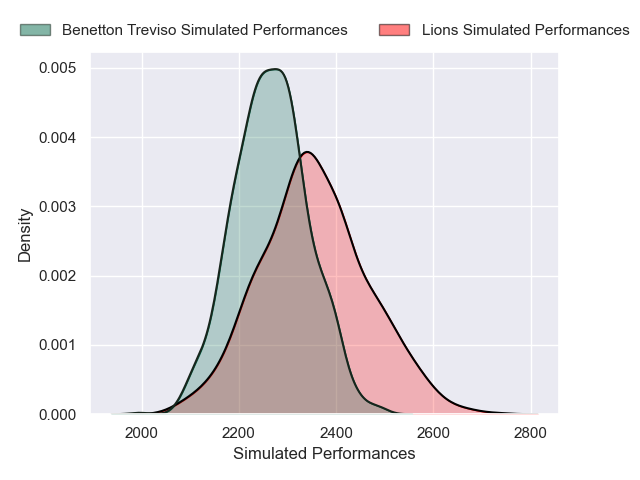 Benetton Treviso Simulated Performances Lions Simulated Performances
0.005
0.004
0.003
0.002
0.001
0.000
Density
2000 2200 2400 2600 2800
Simulated Performances